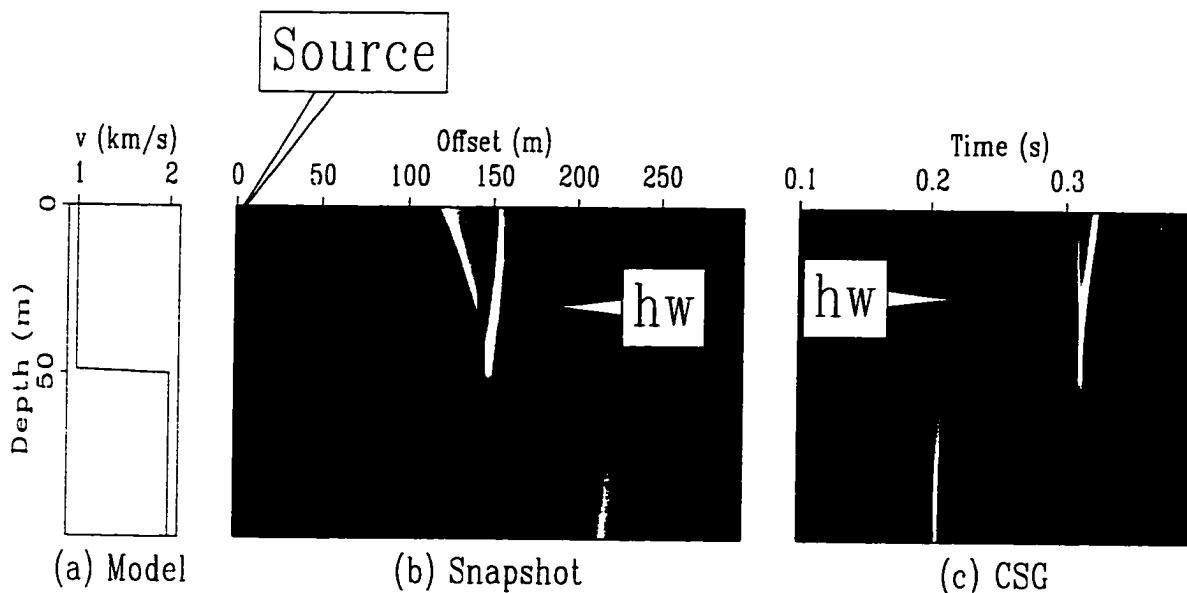 Source
v (km/s)
1 2
0
50
Depth (m)
(a) Model
Offset (m)
0 50 100 150 200 250
hw
(b) Snapshot
Time (s)
0.1 0.2 0.3
hw
(c) CSG